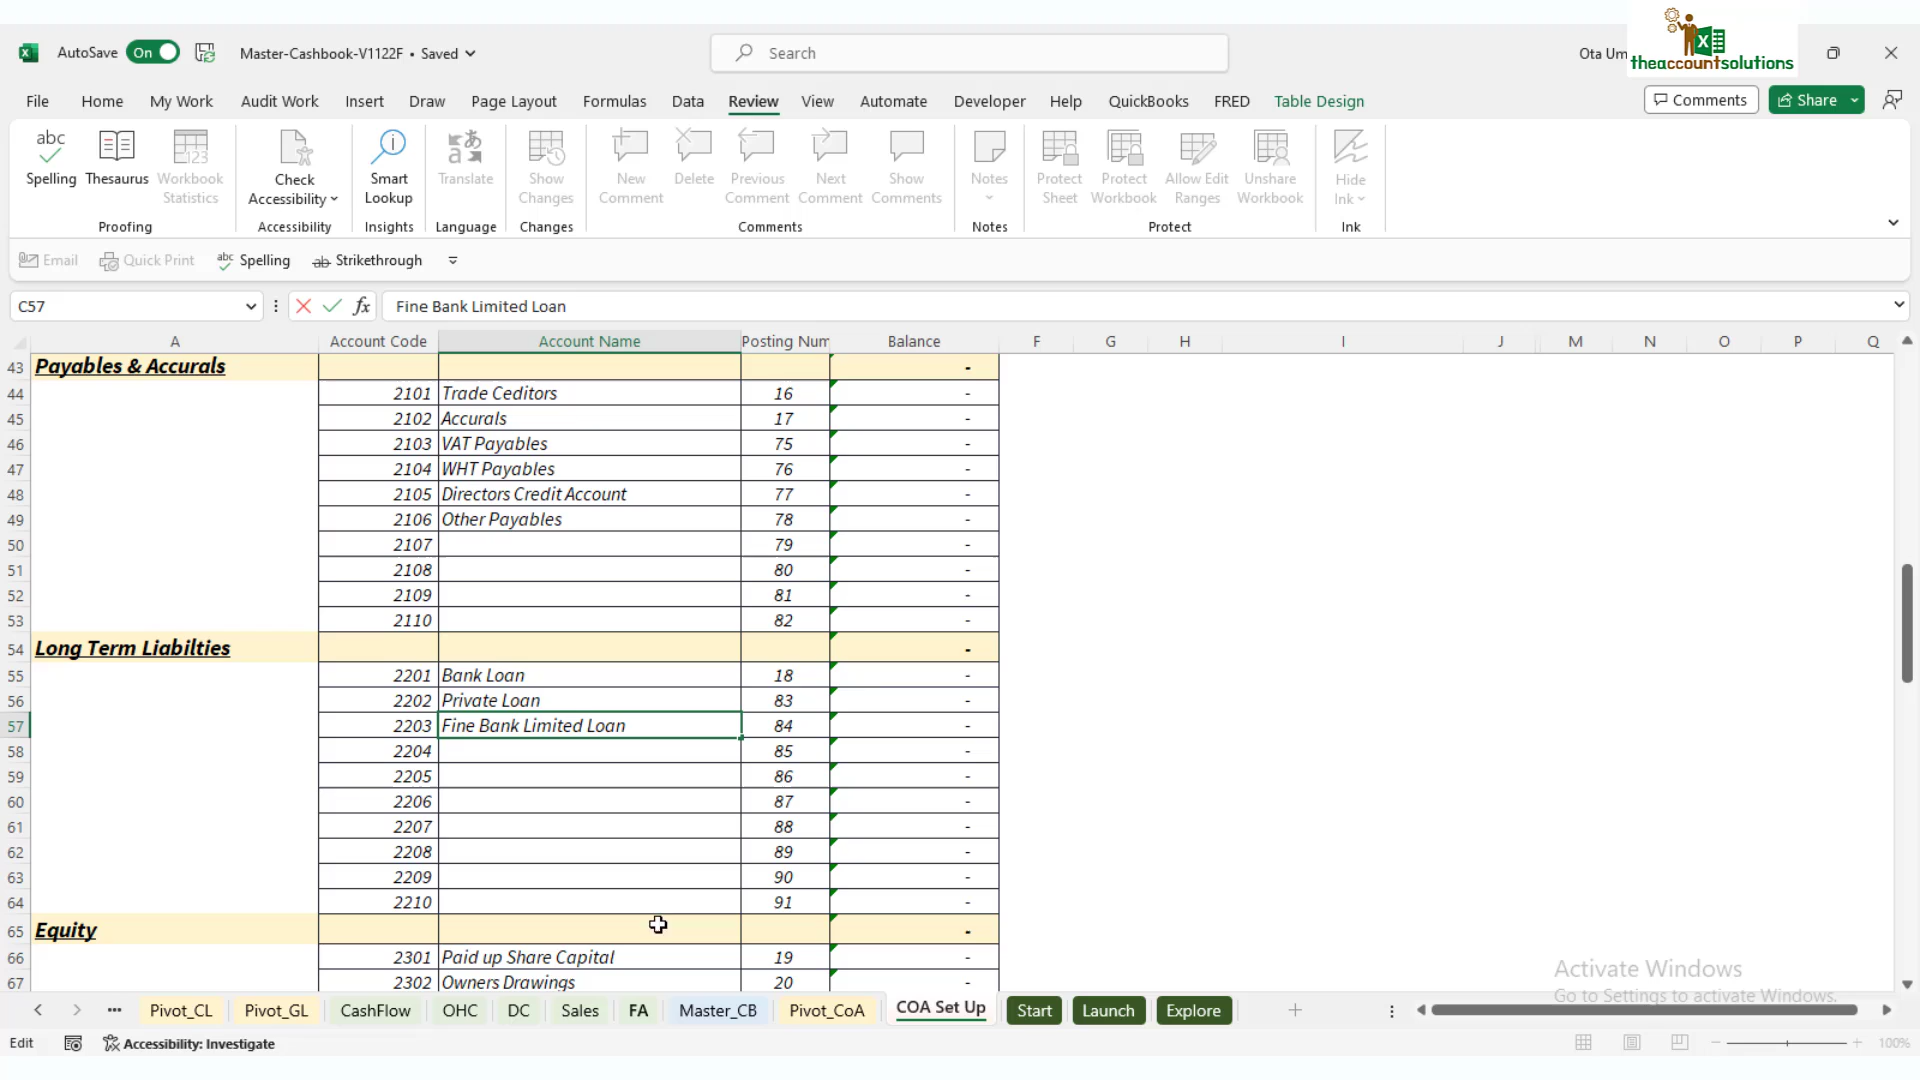 AutoSave On Master-Cashbook-V1122F • Saved Search Ota Um
theaccountsolutions
File Home My Work Audit Work Insert Draw Page Layout Formulas Data Review View Automate Developer Help QuickBooks FRED Table Design Comments Share
abc 123
Spelling Thesaurus Workbook Statistics Check Accessibility Smart Lookup Translate Show Changes New Comment Delete Previous Comment Next Comment Show Comments Notes Protect Sheet Protect Workbook Allow Edit Ranges Unshare Workbook Hide Ink
Proofing Accessibility Insights Language Changes Comments Notes Protect Ink
Email Quick Print abc Spelling ab Strikethrough
C57 fx Fine Bank Limited Loan
A Account Code Account Name Posting Num Balance F G H I J M N O P Q
43 Payables & Accurals -
44 2101 Trade Ceditors 16 -
45 2102 Accurals 17 -
46 2103 VAT Payables 75 -
47 2104 WHT Payables 76 -
48 2105 Directors Credit Account 77 -
49 2106 Other Payables 78 -
50 2107 79 -
51 2108 80 -
52 2109 81 -
53 2110 82 -
54 Long Term Liabilties -
55 2201 Bank Loan 18 -
56 2202 Private Loan 83 -
57 2203 Fine Bank Limited Loan 84 -
58 2204 85 -
59 2205 86 -
60 2206 87 -
61 2207 88 -
62 2208 89 -
63 2209 90 -
64 2210 91 -
65 Equity -
66 2301 Paid up Share Capital 19 -
67 2302 Owners Drawings 20 -
Activate Windows
Go to Settings to activate Windows.
Pivot_CL Pivot_GL CashFlow OHC DC Sales FA Master_CB Pivot_CoA COA Set Up Start Launch Explore
Edit Accessibility: Investigate 100%